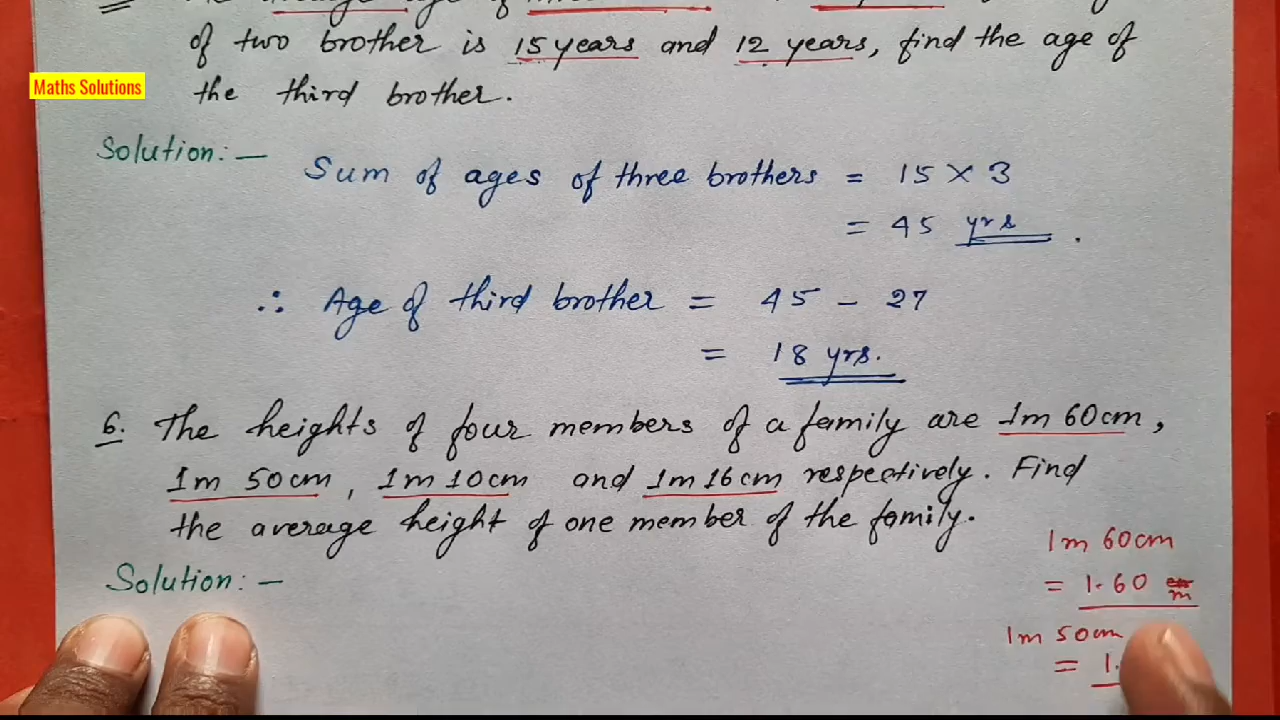 of two brother is 15 years and 12 years, find the age of
Maths Solutions
the third brother.
Solution:—
Sum of ages of three brothers = 15 × 3
= 45 yrs.
∴ Age of third brother = 45 - 27
= 18 yrs.
6. The heights of four members of a family are 1m 60cm,
1m 50cm, 1m 10cm and 1m 16cm respectively. Find
the average height of one member of the family.
Solution:—
1m 60cm
= 1.60 m
1m 50cm
= 1.